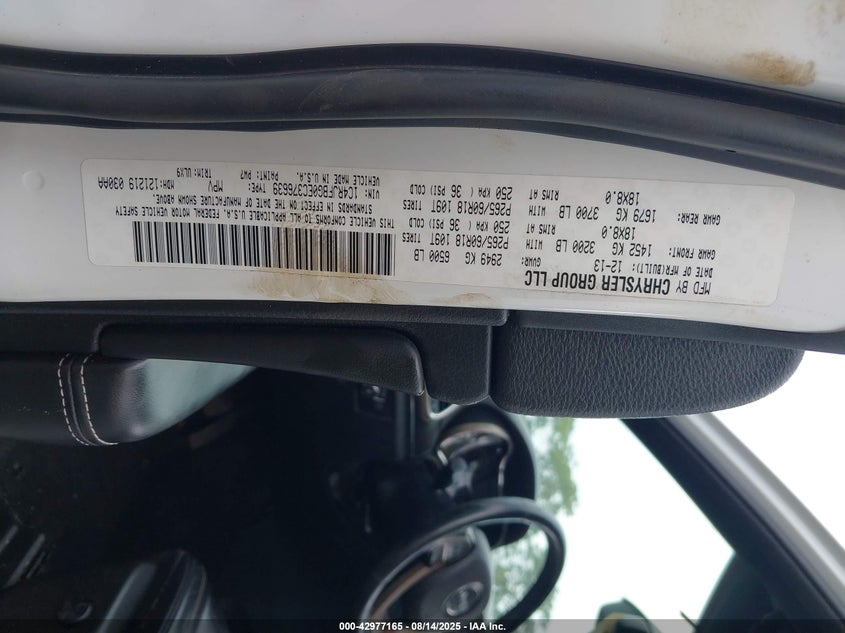 MFD BY CHRYSLER GROUP LLC
DATE OF MFR(BUILT): 12-13 GVWR: 2949 KG 6500 LB
GAWR FRONT: 1452 KG 3200 LB WITH P265/60R18 109T TIRES
18X8.0 RIMS AT 250 KPA( 36 PSI) COLD
GAWR REAR: 1679 KG 3700 LB WITH P265/60R18 109T TIRES
18X8.0 RIMS AT 250 KPA( 36 PSI) COLD
THIS VEHICLE CONFORMS TO ALL APPLICABLE U.S.A. FEDERAL MOTOR VEHICLE SAFETY
STANDARDS IN EFFECT ON THE DATE OF MANUFACTURE SHOWN ABOVE.
VIN: 1C4RJFBG0EC376639 TYPE: MPV MDH:121219 030AA
VEHICLE MADE IN U.S.A. PAINT: PW7 TRIM: ULX9
000-42977165 - 08/14/2025 - IAA Inc.